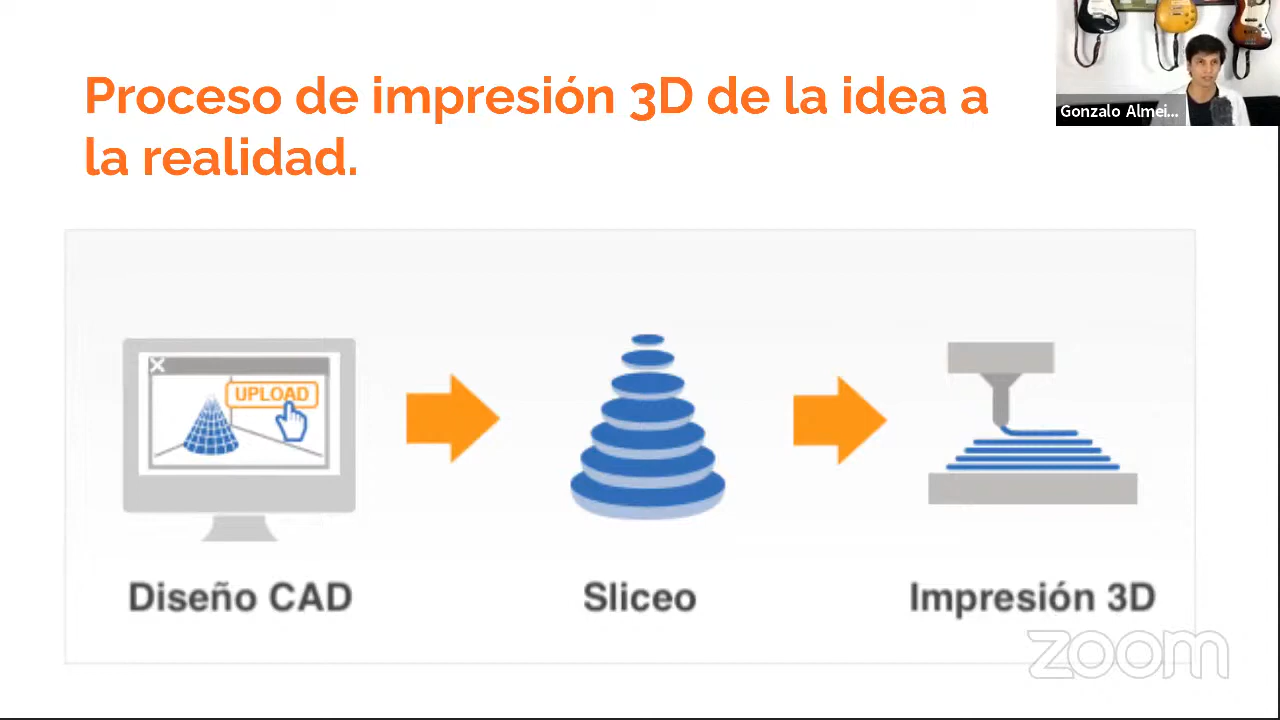 Proceso de impresión 3D de la idea a
la realidad.
Gonzalo Almei...
UPLOAD
Diseño CAD
Sliceo
Impresión 3D
zoom